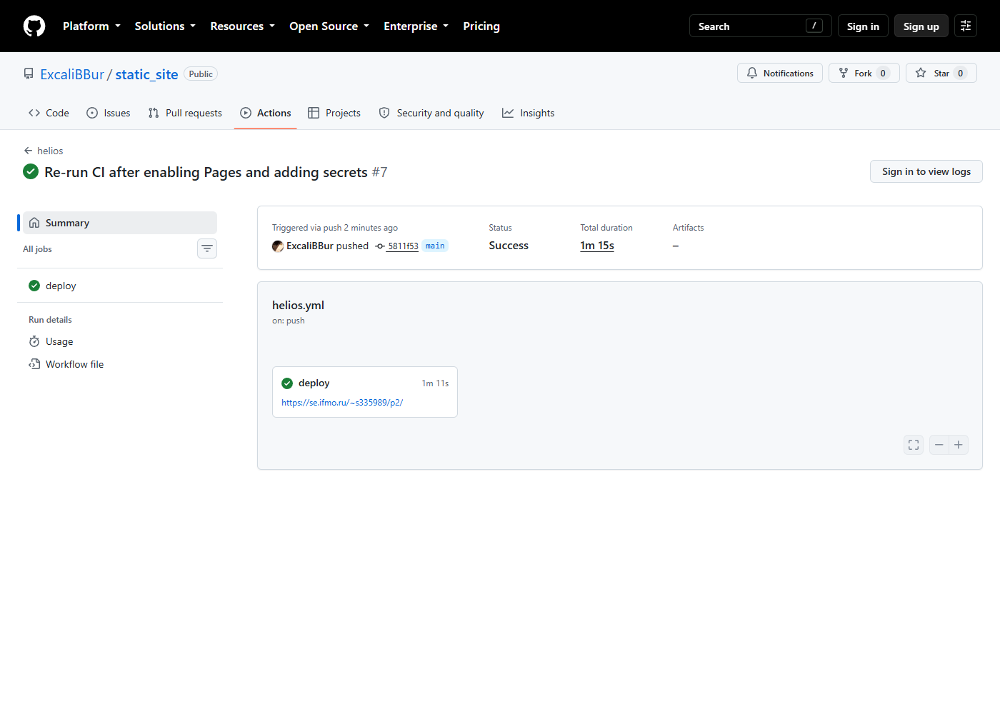 Platform Solutions Resources Open Source Enterprise Pricing Search / Sign in Sign up
ExcaliBBur / static_site Public Notifications Fork 0 Star 0
Code Issues Pull requests Actions Projects Security and quality Insights
helios
Re-run CI after enabling Pages and adding secrets #7
Sign in to view logs
Summary
All jobs
deploy
Run details
Usage
Workflow file
Triggered via push 2 minutes ago
ExcaliBBur pushed 5811f53 main
Status
Success
Total duration
1m 15s
Artifacts
–
helios.yml
on: push
deploy 1m 11s
https://se.ifmo.ru/~s335989/p2/